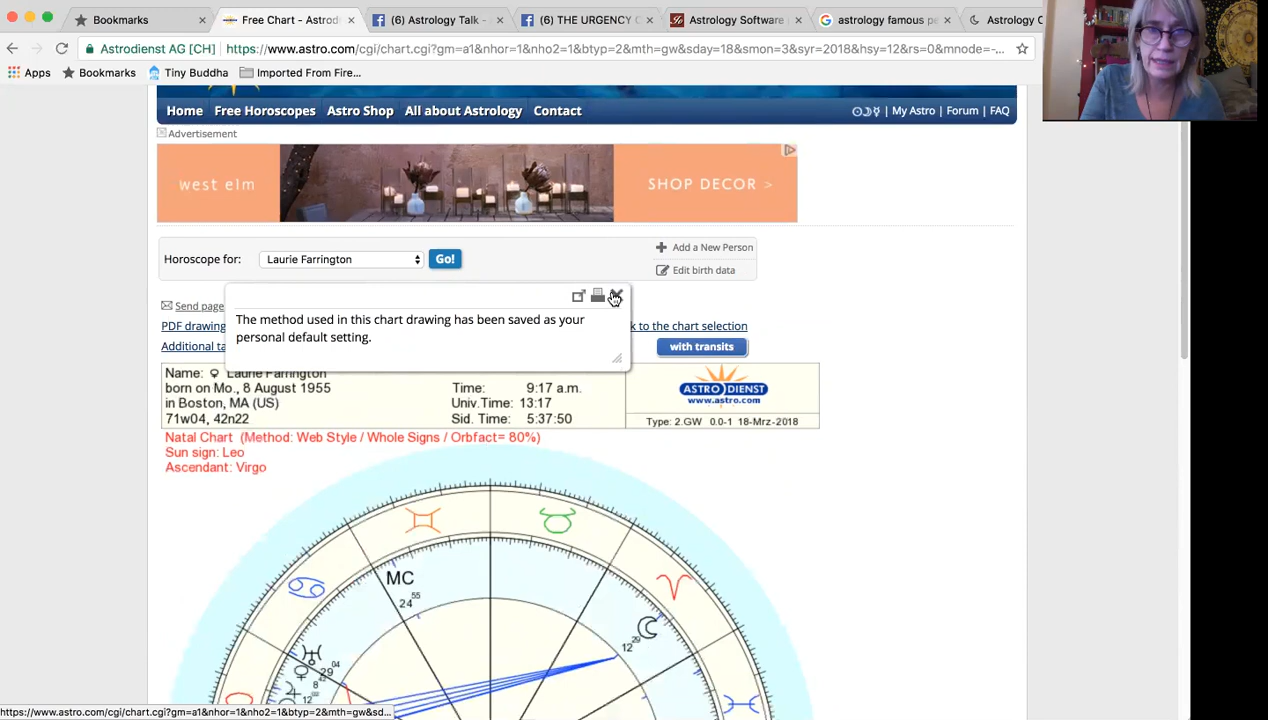 Bookmarks
Free Chart - Astrodi
(6) Astrology Talk -
(6) THE URGENCY O
Astrology Software
astrology famous pe
Astrology C
Astrodienst AG [CH]
https://www.astro.com/cgi/chart.cgi?gm=a1&nhor=1&nho2=1&btyp=2&mth=gw&sday=18&smon=3&syr=2018&hsy=12&rs=0&mnode=-...
Apps
Bookmarks
Tiny Buddha
Imported From Fire...
Home
Free Horoscopes
Astro Shop
All about Astrology
Contact
My Astro | Forum | FAQ
Advertisement
west elm
SHOP DECOR >
Horoscope for:
Laurie Farrington
Go!
Add a New Person
Edit birth data
Send page
PDF drawing
k to the chart selection
Additional ta
with transits
The method used in this chart drawing has been saved as your
personal default setting.
Name: ♀ Laurie Farrington
born on Mo., 8 August 1955
in Boston, MA (US)
71w04, 42n22
Time: 9:17 a.m.
Univ.Time: 13:17
Sid. Time: 5:37:50
ASTRO DIENST
www.astro.com
Type: 2.GW 0.0-1 18-Mrz-2018
Natal Chart (Method: Web Style / Whole Signs / Orbfact= 80%)
Sun sign: Leo
Ascendant: Virgo
MC
24 55
12 29
29 04
8
12
https://www.astro.com/cgi/chart.cgi?gm=a1&nhor=1&nho2=1&btyp=2&mth=gw&sd...